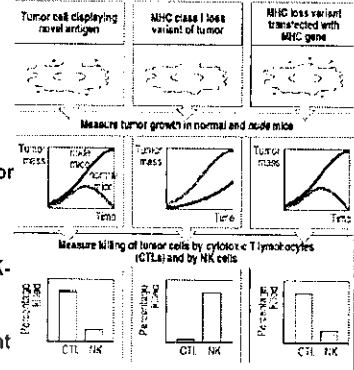 Tumor cell displaying
novel antigen
MHC class I loss
variant of tumor
MHC loss variant
transfected with
MHC gene
Measure tumor growth in normal and nude mice
Tumor
mass
nude
mice
normal
mice
Time
Tumor
mass
Time
Tumor
mass
Time
or
Measure killing of tumor cells by cytotoxic T lymphocytes
(CTLs) and by NK cells
K-
nt
Percentage
killed
CTL NK
Percentage
killed
CTL NK
Percentage
killed
CTL NK